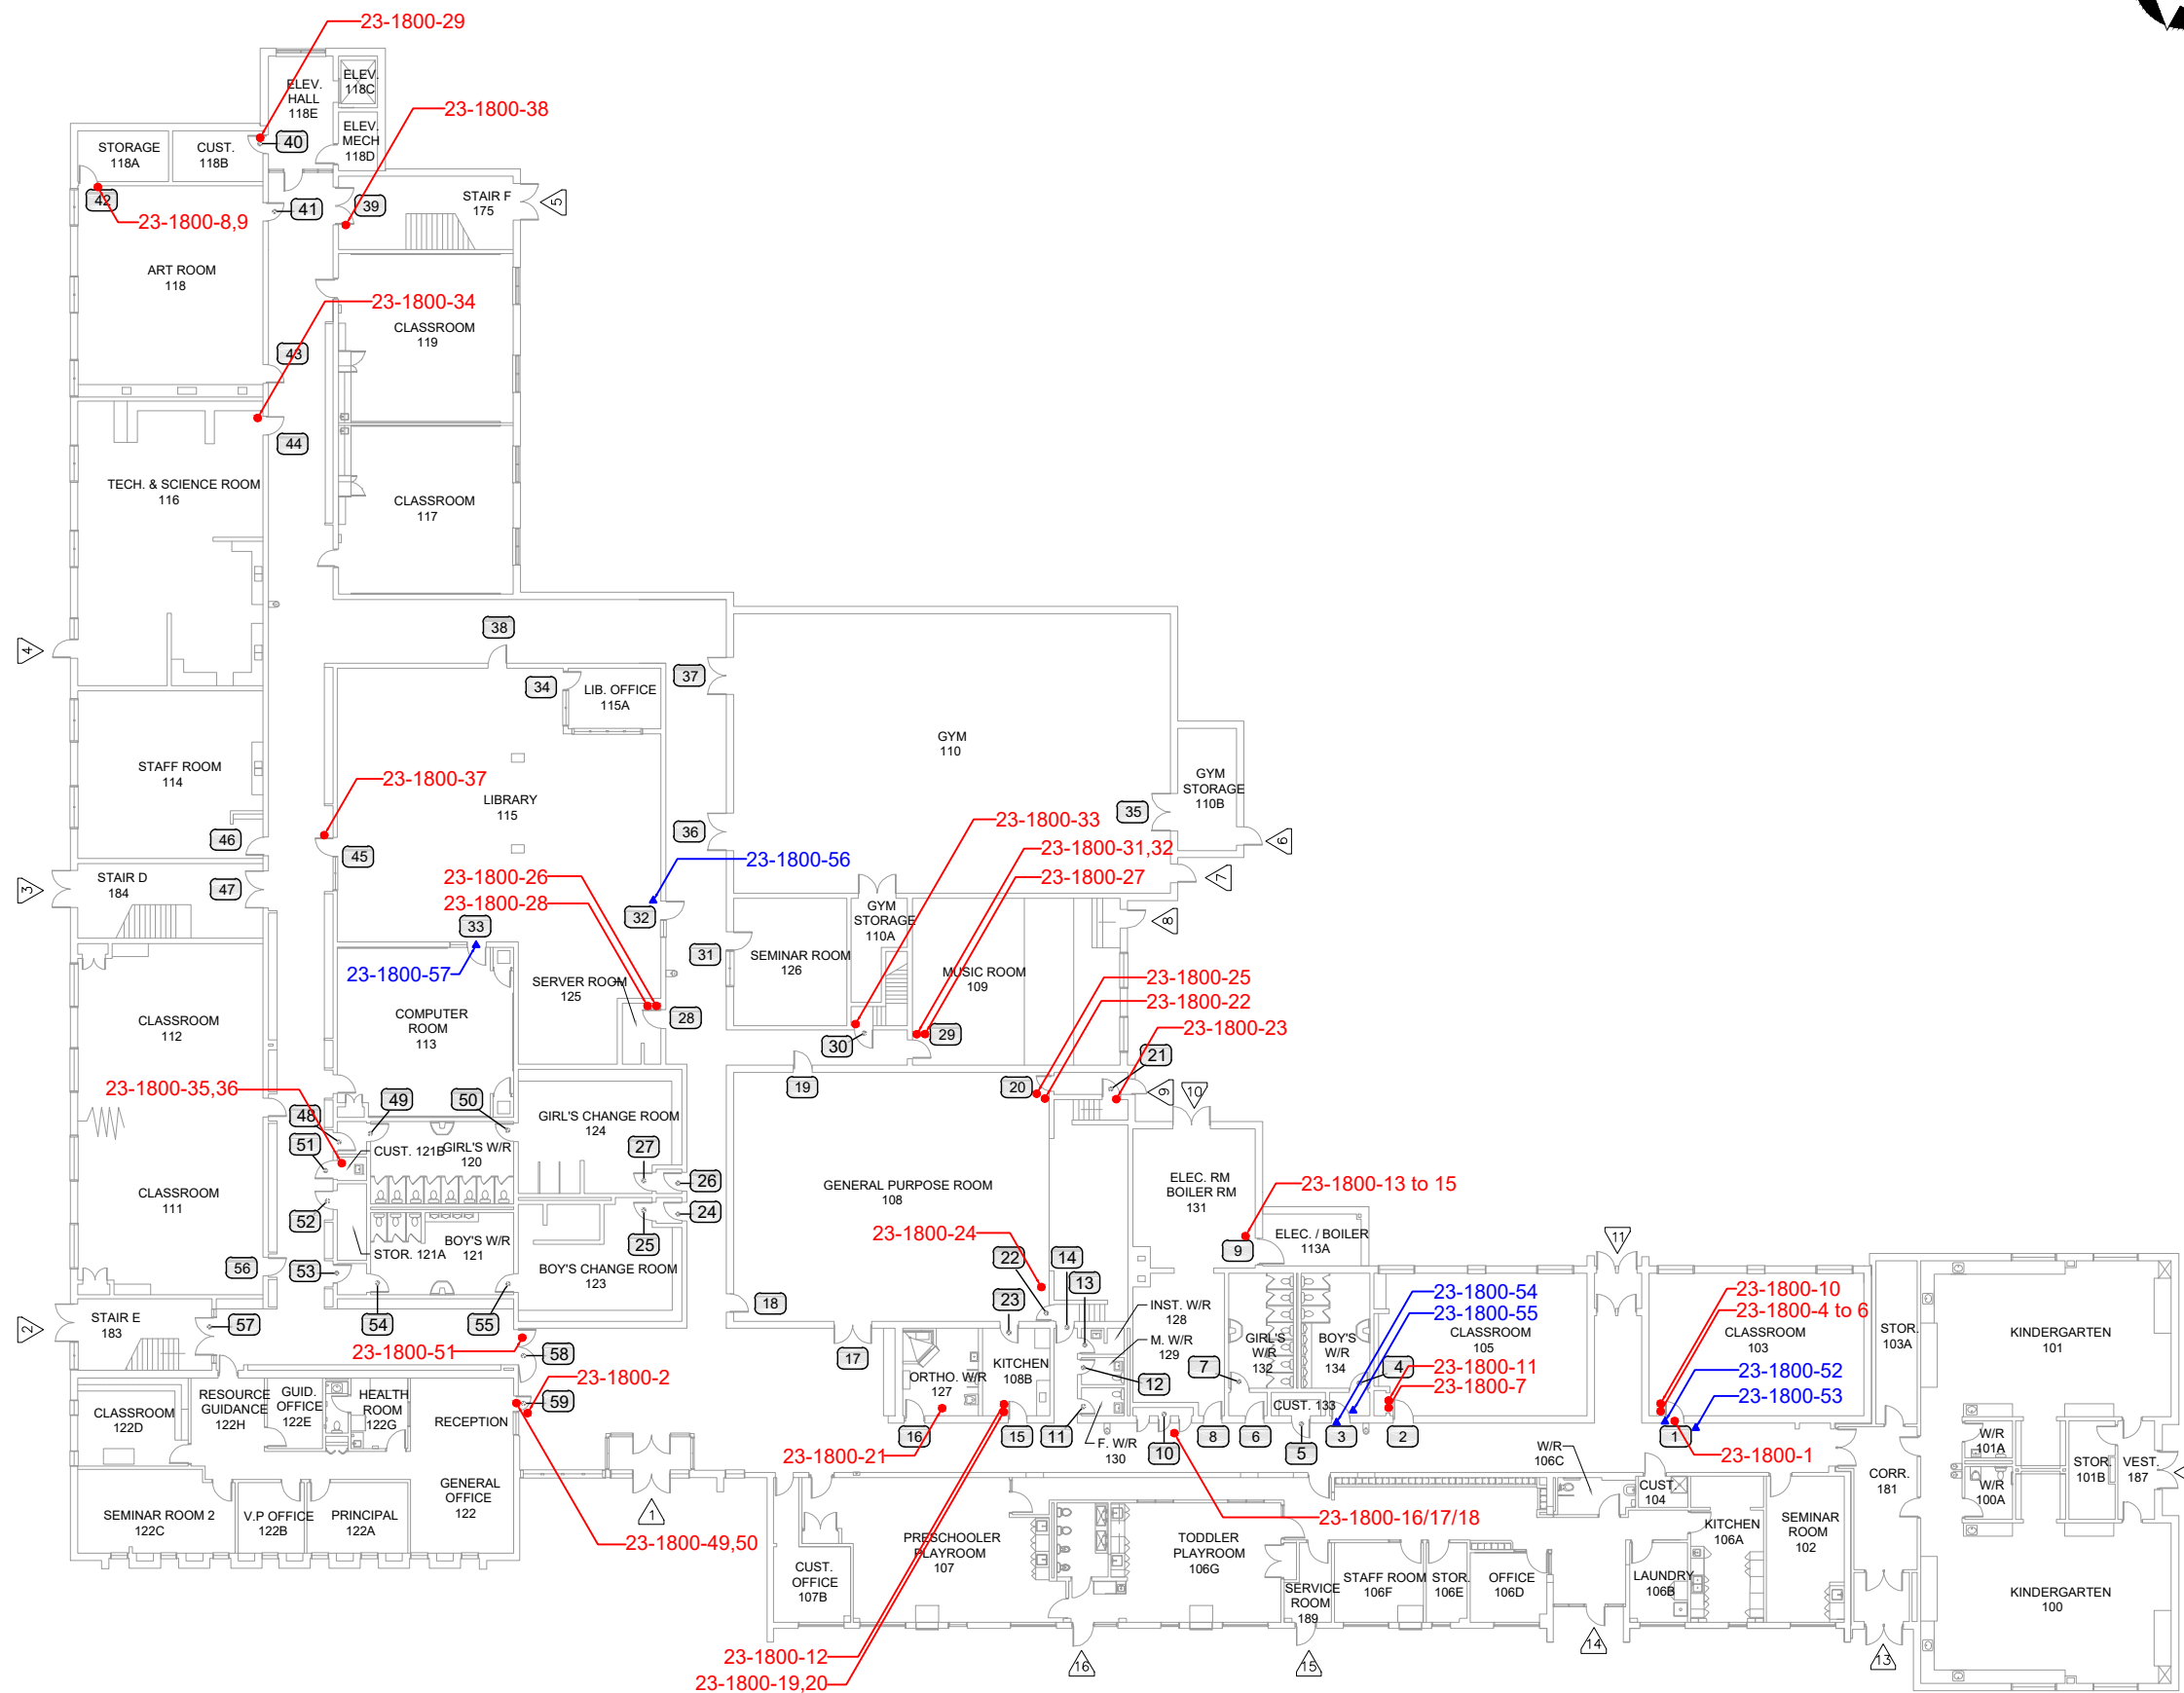 23-1800-29
ELEV.
118C
ELEV.
HALL
118E
23-1800-38
ELEV.
MECH
118D
STORAGE
118A
CUST.
118B
40
42
41
39
STAIR F
175
5
23-1800-8,9
ART ROOM
118
23-1800-34
CLASSROOM
119
43
44
TECH. & SCIENCE ROOM
116
CLASSROOM
117
4
38
37
34
LIB. OFFICE
115A
GYM
110
STAFF ROOM
114
GYM
STORAGE
110B
23-1800-37
LIBRARY
115
35
36
46
45
6
23-1800-33
23-1800-31,32
23-1800-56
23-1800-26
23-1800-28
23-1800-27
7
3
STAIR D
184
47
32
33
GYM
STORAGE
110A
8
31
SEMINAR ROOM
126
23-1800-57
SERVER ROOM
125
MUSIC ROOM
109
23-1800-25
23-1800-22
23-1800-23
CLASSROOM
112
COMPUTER
ROOM
113
28
30
29
21
23-1800-35,36
19
20
9
10
48
49
50
GIRL'S CHANGE ROOM
124
51
CUST. 121B
GIRL'S W/R
120
27
26
CLASSROOM
111
GENERAL PURPOSE ROOM
108
ELEC. RM
BOILER RM
131
23-1800-13 to 15
52
24
STOR. 121A
BOY'S W/R
121
25
23-1800-24
9
ELEC. / BOILER
113A
11
56
53
BOY'S CHANGE ROOM
123
22
14
13
54
55
18
23
INST. W/R
128
M. W/R
129
23-1800-54
23-1800-55
23-1800-10
23-1800-4 to 6
2
STAIR E
183
57
23-1800-51
58
17
KITCHEN
108B
ORTHO. W/R
127
12
7
GIRL'S
W/R
132
BOY'S
W/R
134
4
CLASSROOM
105
CLASSROOM
103
STOR.
103A
KINDERGARTEN
101
23-1800-11
23-1800-7
23-1800-52
23-1800-53
23-1800-2
59
CLASSROOM
122D
RESOURCE
GUIDANCE
122H
GUID.
OFFICE
122E
HEALTH
ROOM
122G
RECEPTION
CUST. 133
16
15
11
F. W/R
130
10
8
6
5
3
2
1
23-1800-1
23-1800-21
W/R
106C
W/R
101A
STOR.
101B
VEST.
187
W/R
100A
CORR.
181
CUST.
104
SEMINAR ROOM 2
122C
V.P OFFICE
122B
PRINCIPAL
122A
GENERAL
OFFICE
122
1
23-1800-49,50
23-1800-16/17/18
PRESCHOOLER
PLAYROOM
107
TODDLER
PLAYROOM
106G
KITCHEN
106A
SEMINAR
ROOM
102
CUST.
OFFICE
107B
SERVICE
ROOM
189
STAFF ROOM
106F
STOR.
106E
OFFICE
106D
LAUNDRY
106B
KINDERGARTEN
100
23-1800-12
23-1800-19,20
16
15
14
13